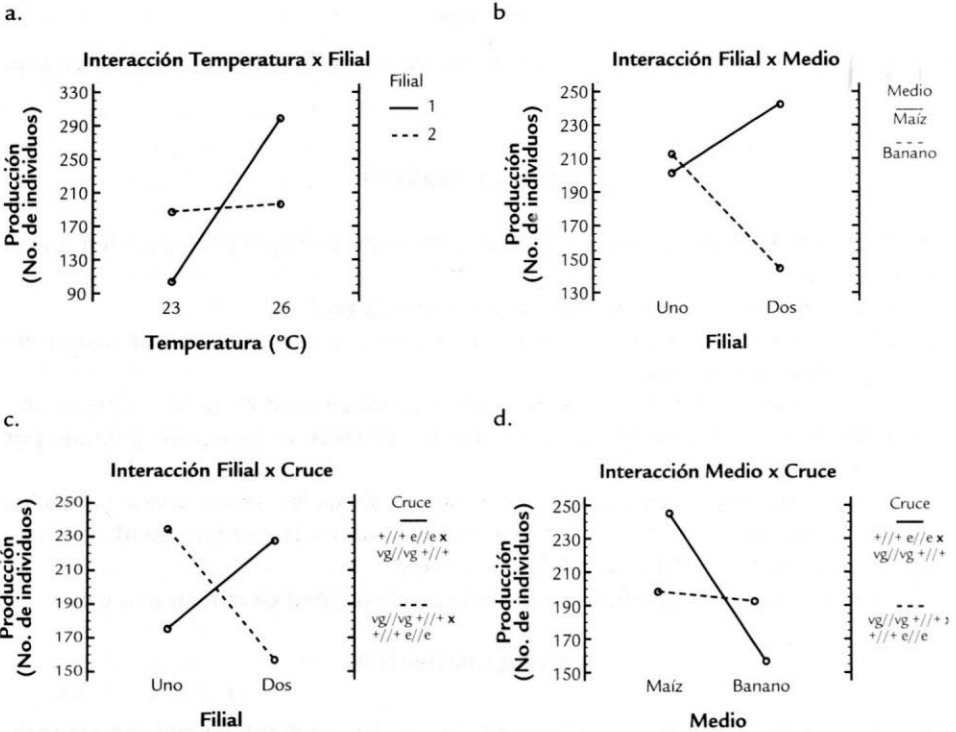 a.
Interacción Temperatura x Filial
Producción
(No. de individuos)
330
290
250
210
170
130
90
23
26
Temperatura (°C)
Filial
1
2
b
Interacción Filial x Medio
Producción
(No. de individuos)
250
230
210
190
170
150
130
Uno
Dos
Filial
Medio
Maíz
Banano
c.
Interacción Filial x Cruce
Producción
(No. de individuos)
250
230
210
190
170
150
Uno
Dos
Filial
Cruce
+//+ e//e x
vg//vg +//+
vg//vg +//+ x
+//+ e//e
d.
Interacción Medio x Cruce
Producción
(No. de individuos)
250
230
210
190
170
150
Maíz
Banano
Medio
Cruce
+//+ e//e x
vg//vg +//+
vg//vg +//+
+//+ e//e